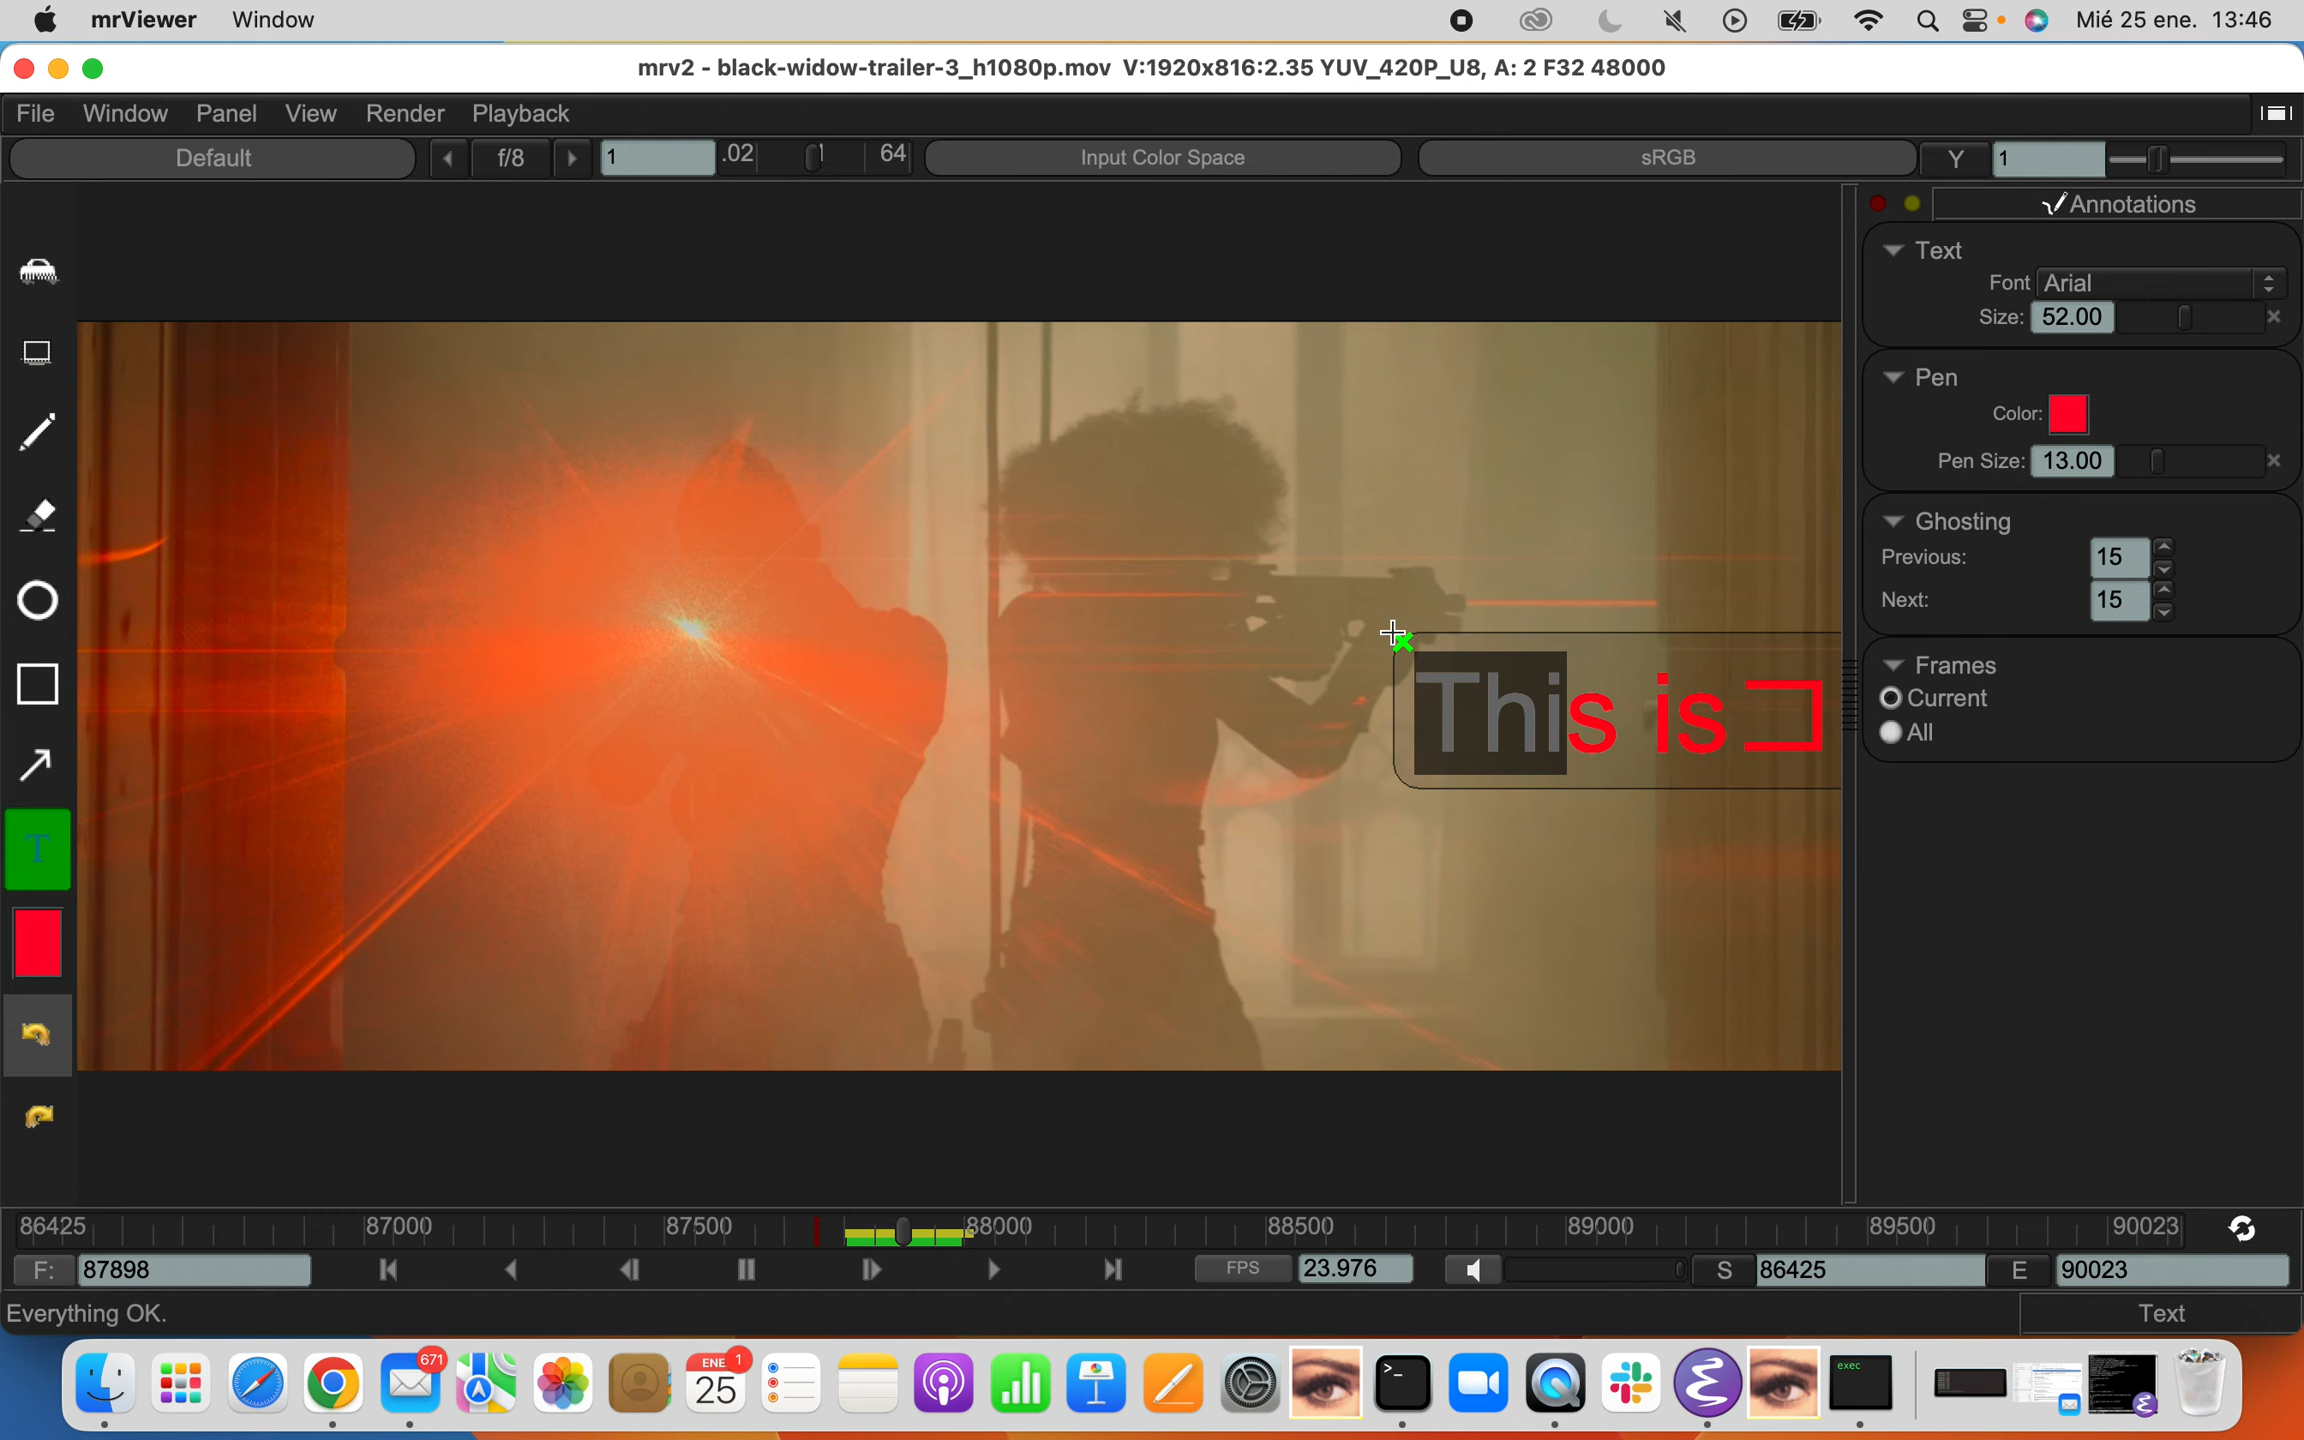 mrViewer Window Mié 25 ene. 13:46
mrv2 - black-widow-trailer-3_h1080p.mov V:1920x816:2.35 YUV_420P_U8, A: 2 F32 48000
File Window Panel View Render Playback
Default f/8 1 .02 1 64 Input Color Space sRGB Y 1
Annotations
Text
Font Arial
Size: 52.00
Pen
Color:
Pen Size: 13.00
Ghosting
Previous: 15
Next: 15
Frames
Current
All
This is
T
86425 87000 87500 88000 88500 89000 89500 90023
F: 87898 FPS 23.976 S 86425 E 90023
Everything OK. Text
671
ENE 1
25
exec